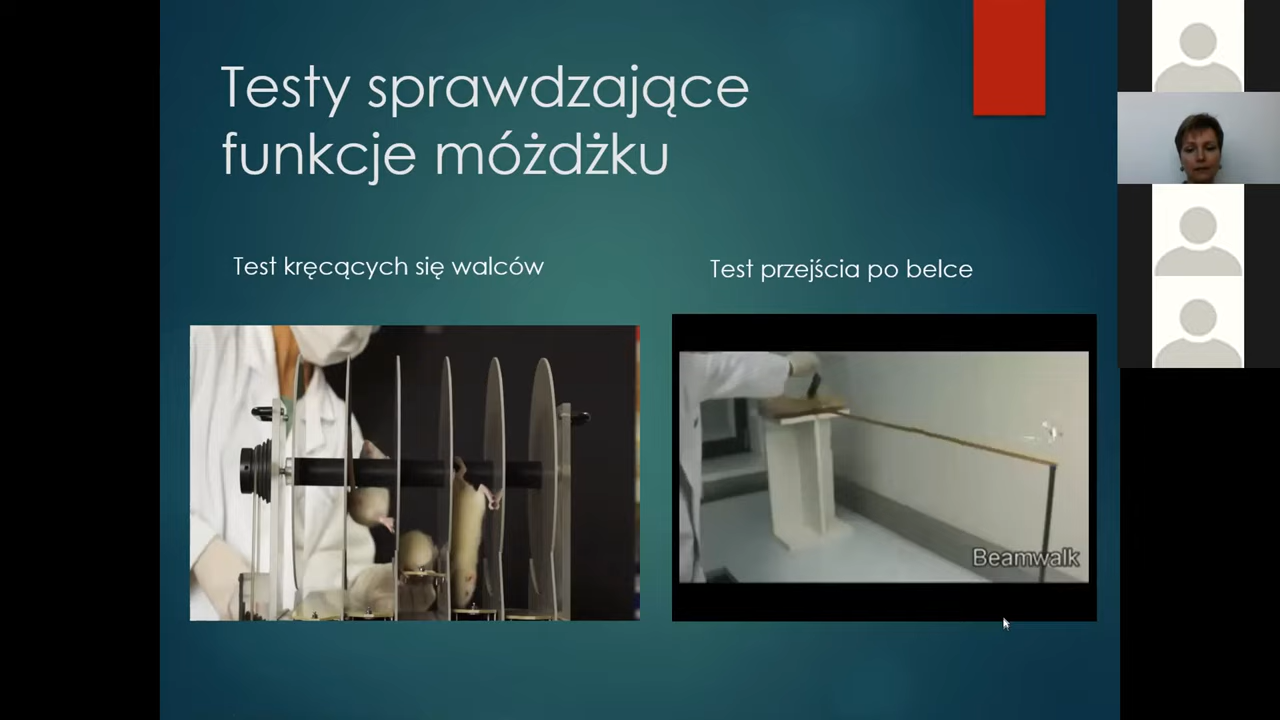 Testy sprawdzające
funkcje móżdżku
Test kręcących się walców
Test przejścia po belce
Beamwalk